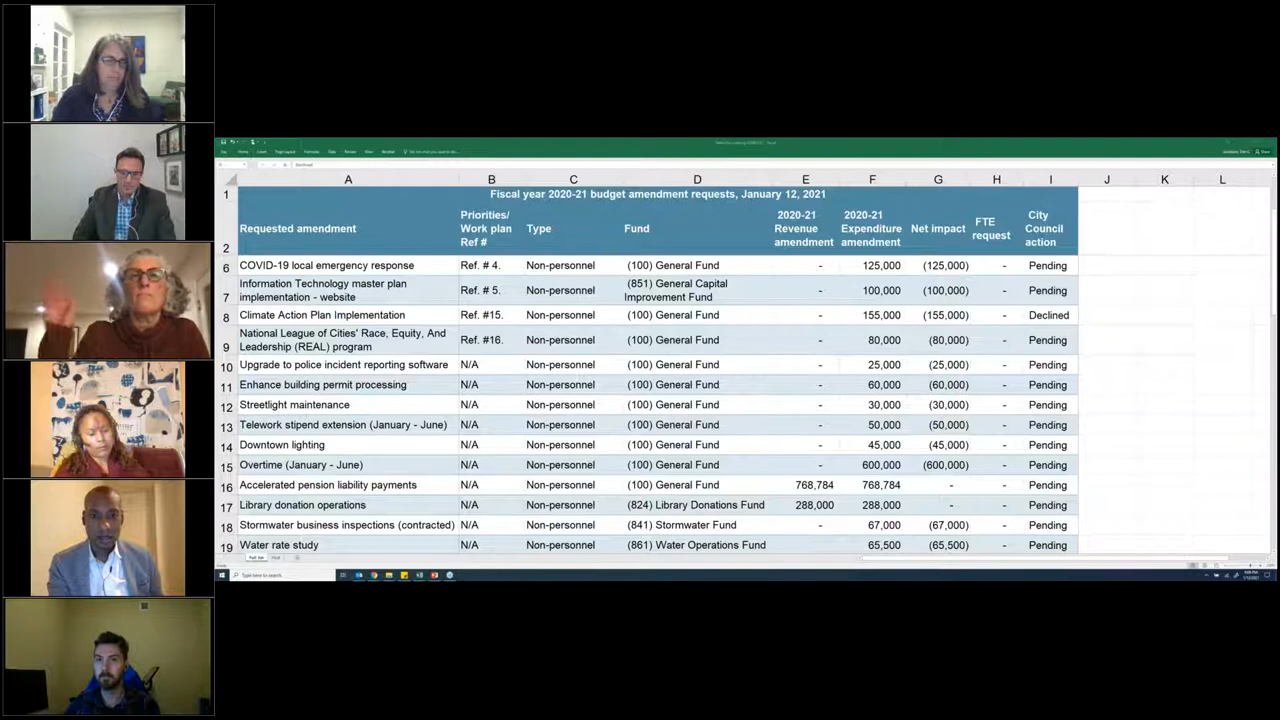 A B C D E F G H I J K L
1 Fiscal year 2020-21 budget amendment requests, January 12, 2021
2 Requested amendment Priorities/ Work plan Ref # Type Fund 2020-21 Revenue amendment 2020-21 Expenditure amendment Net impact FTE request City Council action
6 COVID-19 local emergency response Ref. # 4. Non-personnel (100) General Fund - 125,000 (125,000) - Pending
7 Information Technology master plan implementation - website Ref. # 5. Non-personnel (851) General Capital Improvement Fund - 100,000 (100,000) - Pending
8 Climate Action Plan Implementation Ref. #15. Non-personnel (100) General Fund - 155,000 (155,000) - Declined
9 National League of Cities' Race, Equity, And Leadership (REAL) program Ref. #16. Non-personnel (100) General Fund - 80,000 (80,000) - Pending
10 Upgrade to police incident reporting software N/A Non-personnel (100) General Fund - 25,000 (25,000) - Pending
11 Enhance building permit processing N/A Non-personnel (100) General Fund - 60,000 (60,000) - Pending
12 Streetlight maintenance N/A Non-personnel (100) General Fund - 30,000 (30,000) - Pending
13 Telework stipend extension (January - June) N/A Non-personnel (100) General Fund - 50,000 (50,000) - Pending
14 Downtown lighting N/A Non-personnel (100) General Fund - 45,000 (45,000) - Pending
15 Overtime (January - June) N/A Non-personnel (100) General Fund - 600,000 (600,000) - Pending
16 Accelerated pension liability payments N/A Non-personnel (100) General Fund 768,784 768,784 - - Pending
17 Library donation operations N/A Non-personnel (824) Library Donations Fund 288,000 288,000 - - Pending
18 Stormwater business inspections (contracted) N/A Non-personnel (841) Stormwater Fund - 67,000 (67,000) - Pending
19 Water rate study N/A Non-personnel (861) Water Operations Fund 65,500 (65,500) - Pending
Type here to search